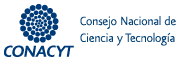 Consejo Nacional de
Ciencia y Tecnología
CONACYT